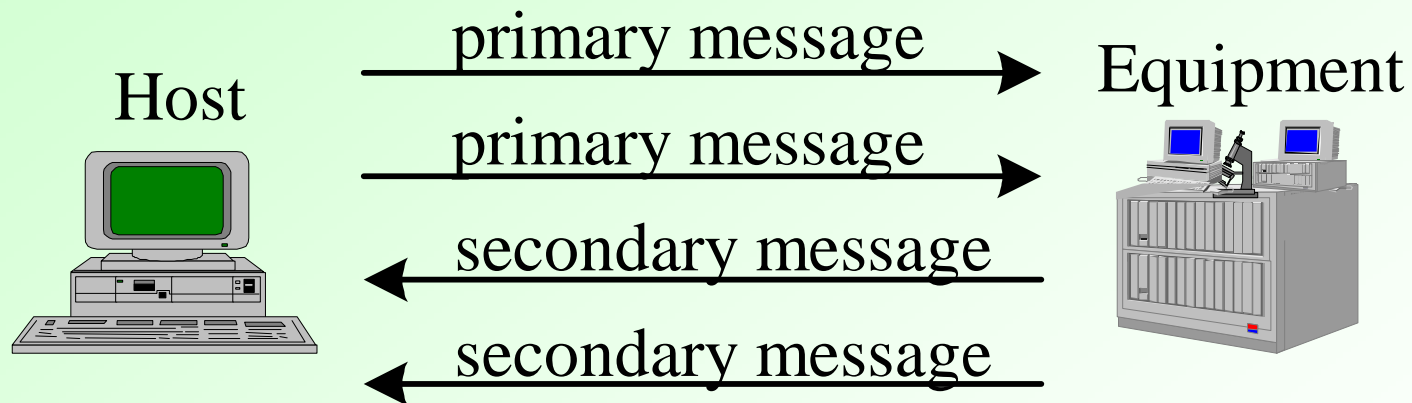 primary message
Host
Equipment
primary message
secondary message
secondary message